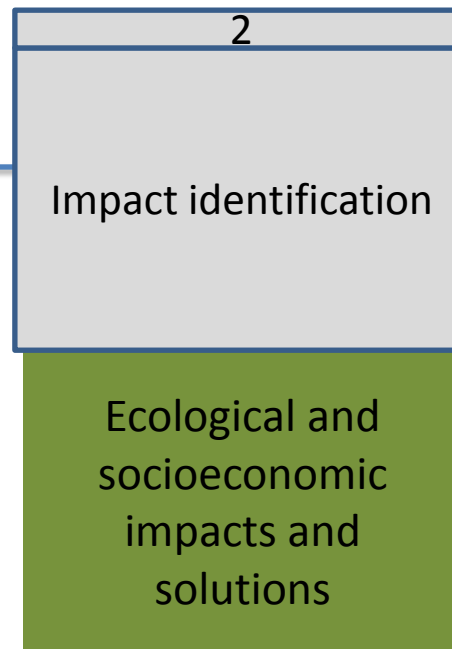 2
Impact identification
Ecological and
socioeconomic
impacts and
solutions